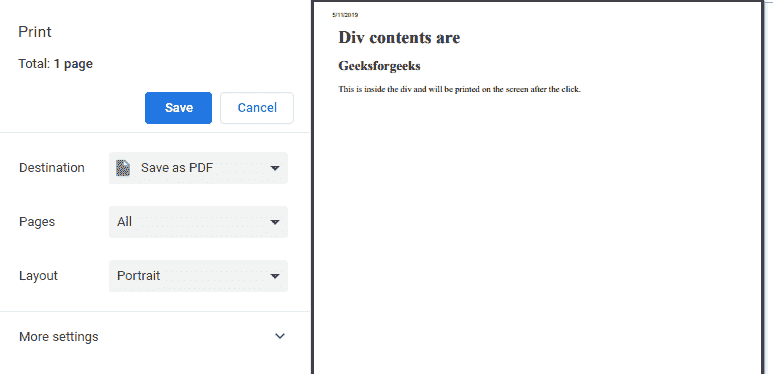 Print
Total: 1 page
Save
Cancel
Destination
Save as PDF
Pages
All
Layout
Portrait
More settings
5/11/2019
Div contents are
Geeksforgeeks
This is inside the div and will be printed on the screen after the click.